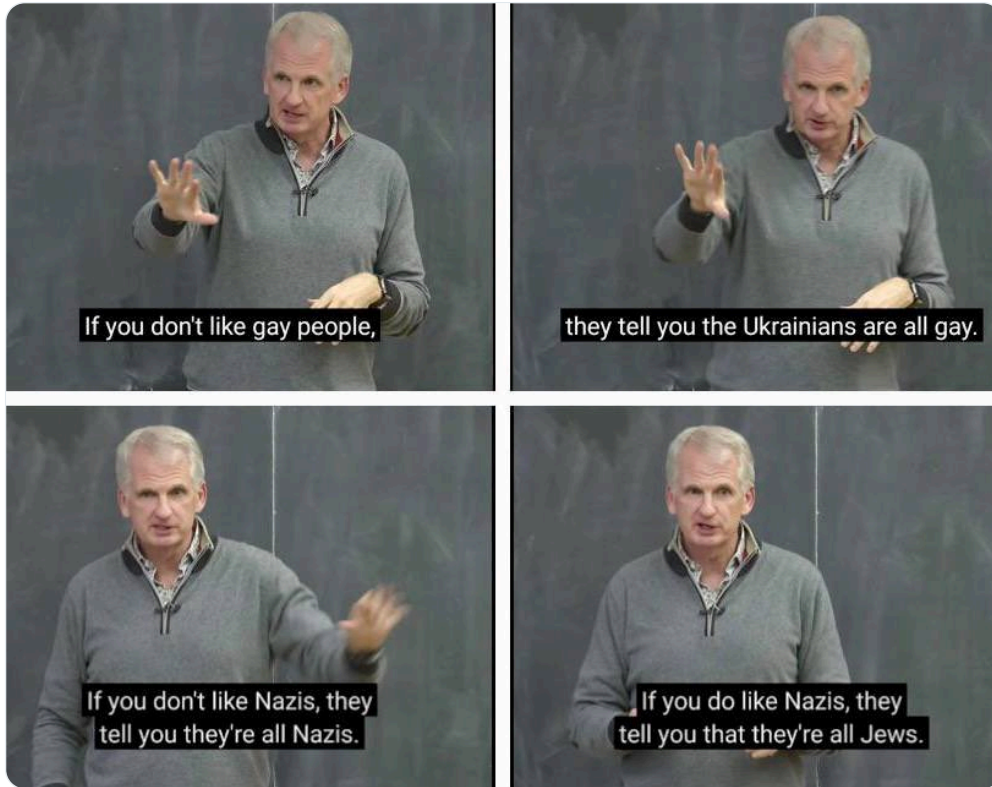 If you don't like gay people,
they tell you the Ukrainians are all gay.
If you don't like Nazis, they
tell you they're all Nazis.
If you do like Nazis, they
tell you that they're all Jews.